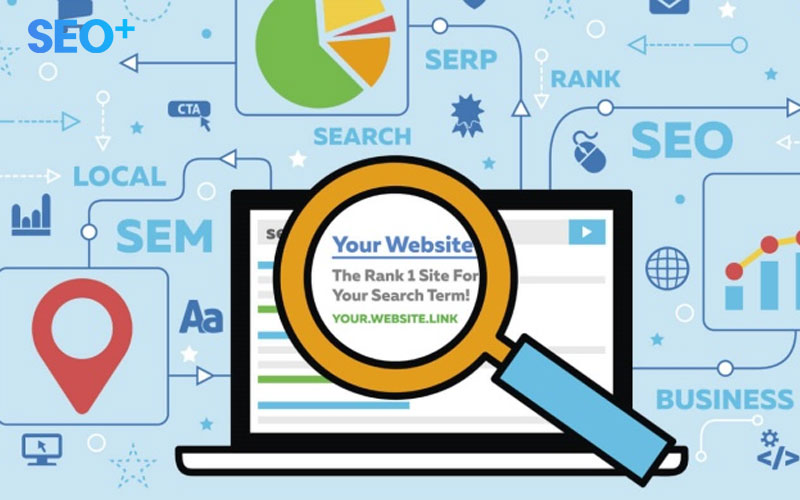 SEO+
SERP
RANK
CTA
SEARCH
SEO
LOCAL
SEM
se
Your Website
The Rank 1 Site For
Your Search Term!
YOUR.WEBSITE.LINK
Aa
BUSINESS
</>